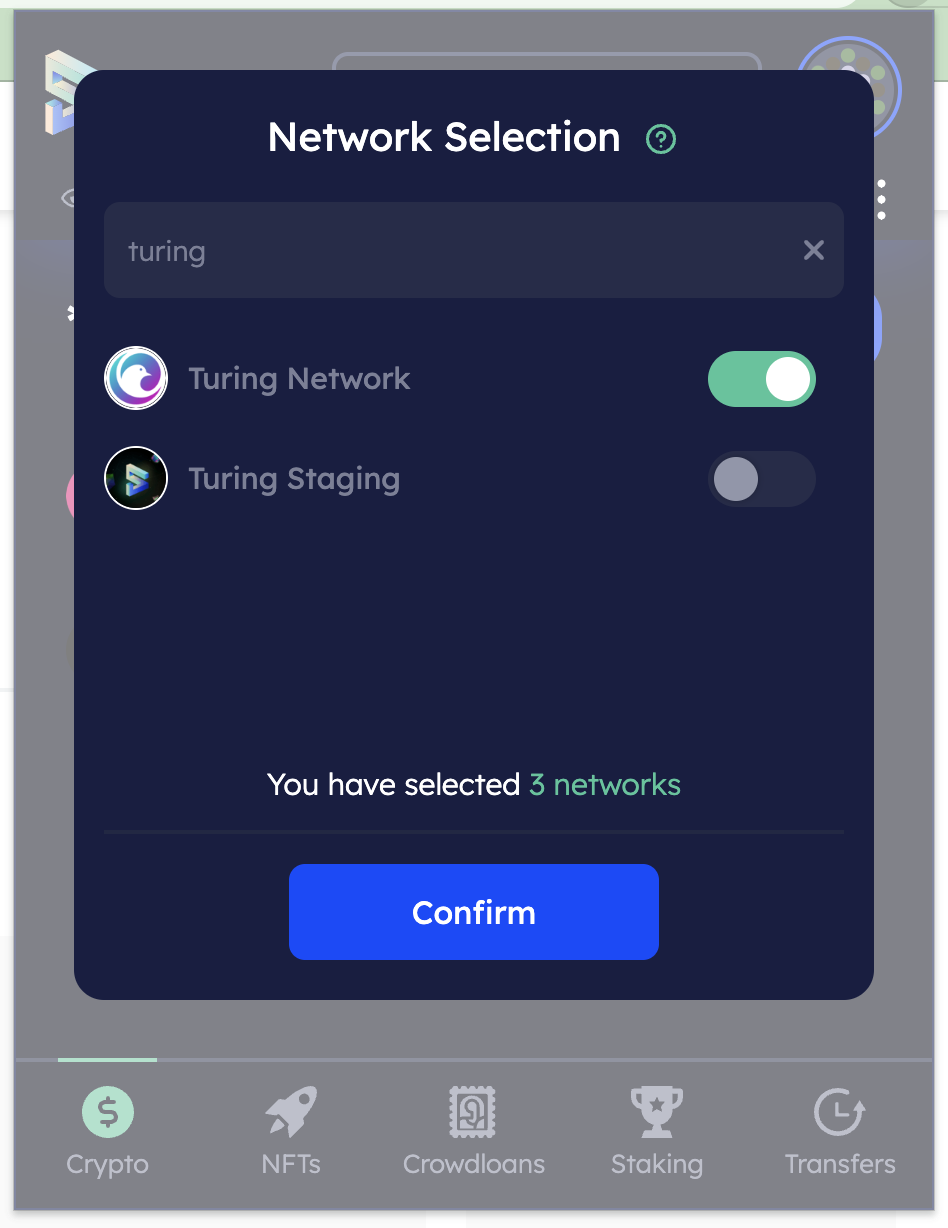 Network Selection
turing
Turing Network
Turing Staging
You have selected 3 networks
Confirm
Crypto
NFTs
Crowdloans
Staking
Transfers